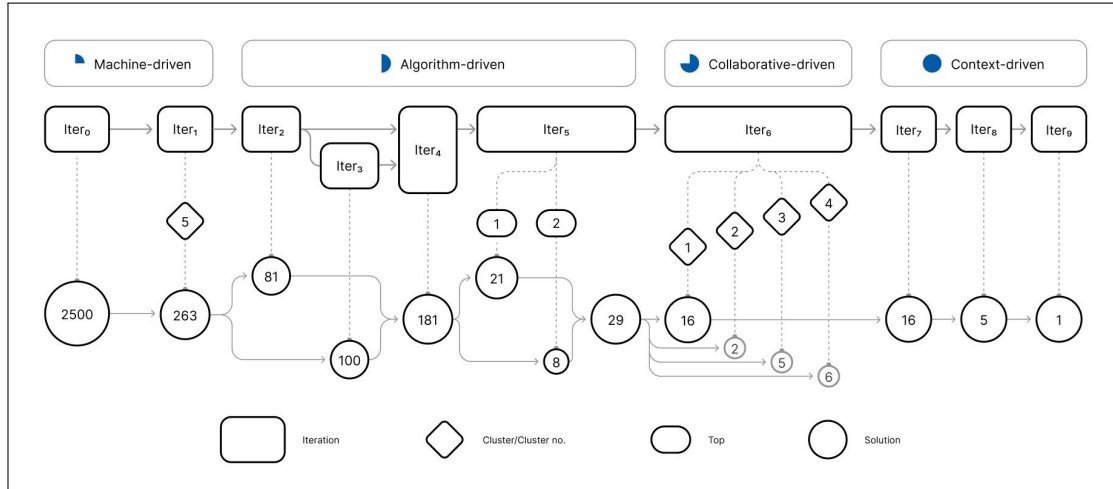 Machine-driven
Algorithm-driven
Collaborative-driven
Context-driven
Iter₀
Iter₁
Iter₂
Iter₃
Iter₄
Iter₅
Iter₆
Iter₇
Iter₈
Iter₉
5
1
2
1
2
3
4
2500
263
81
100
181
21
8
29
16
2
5
6
16
5
1
Iteration
Cluster/Cluster no.
Top
Solution